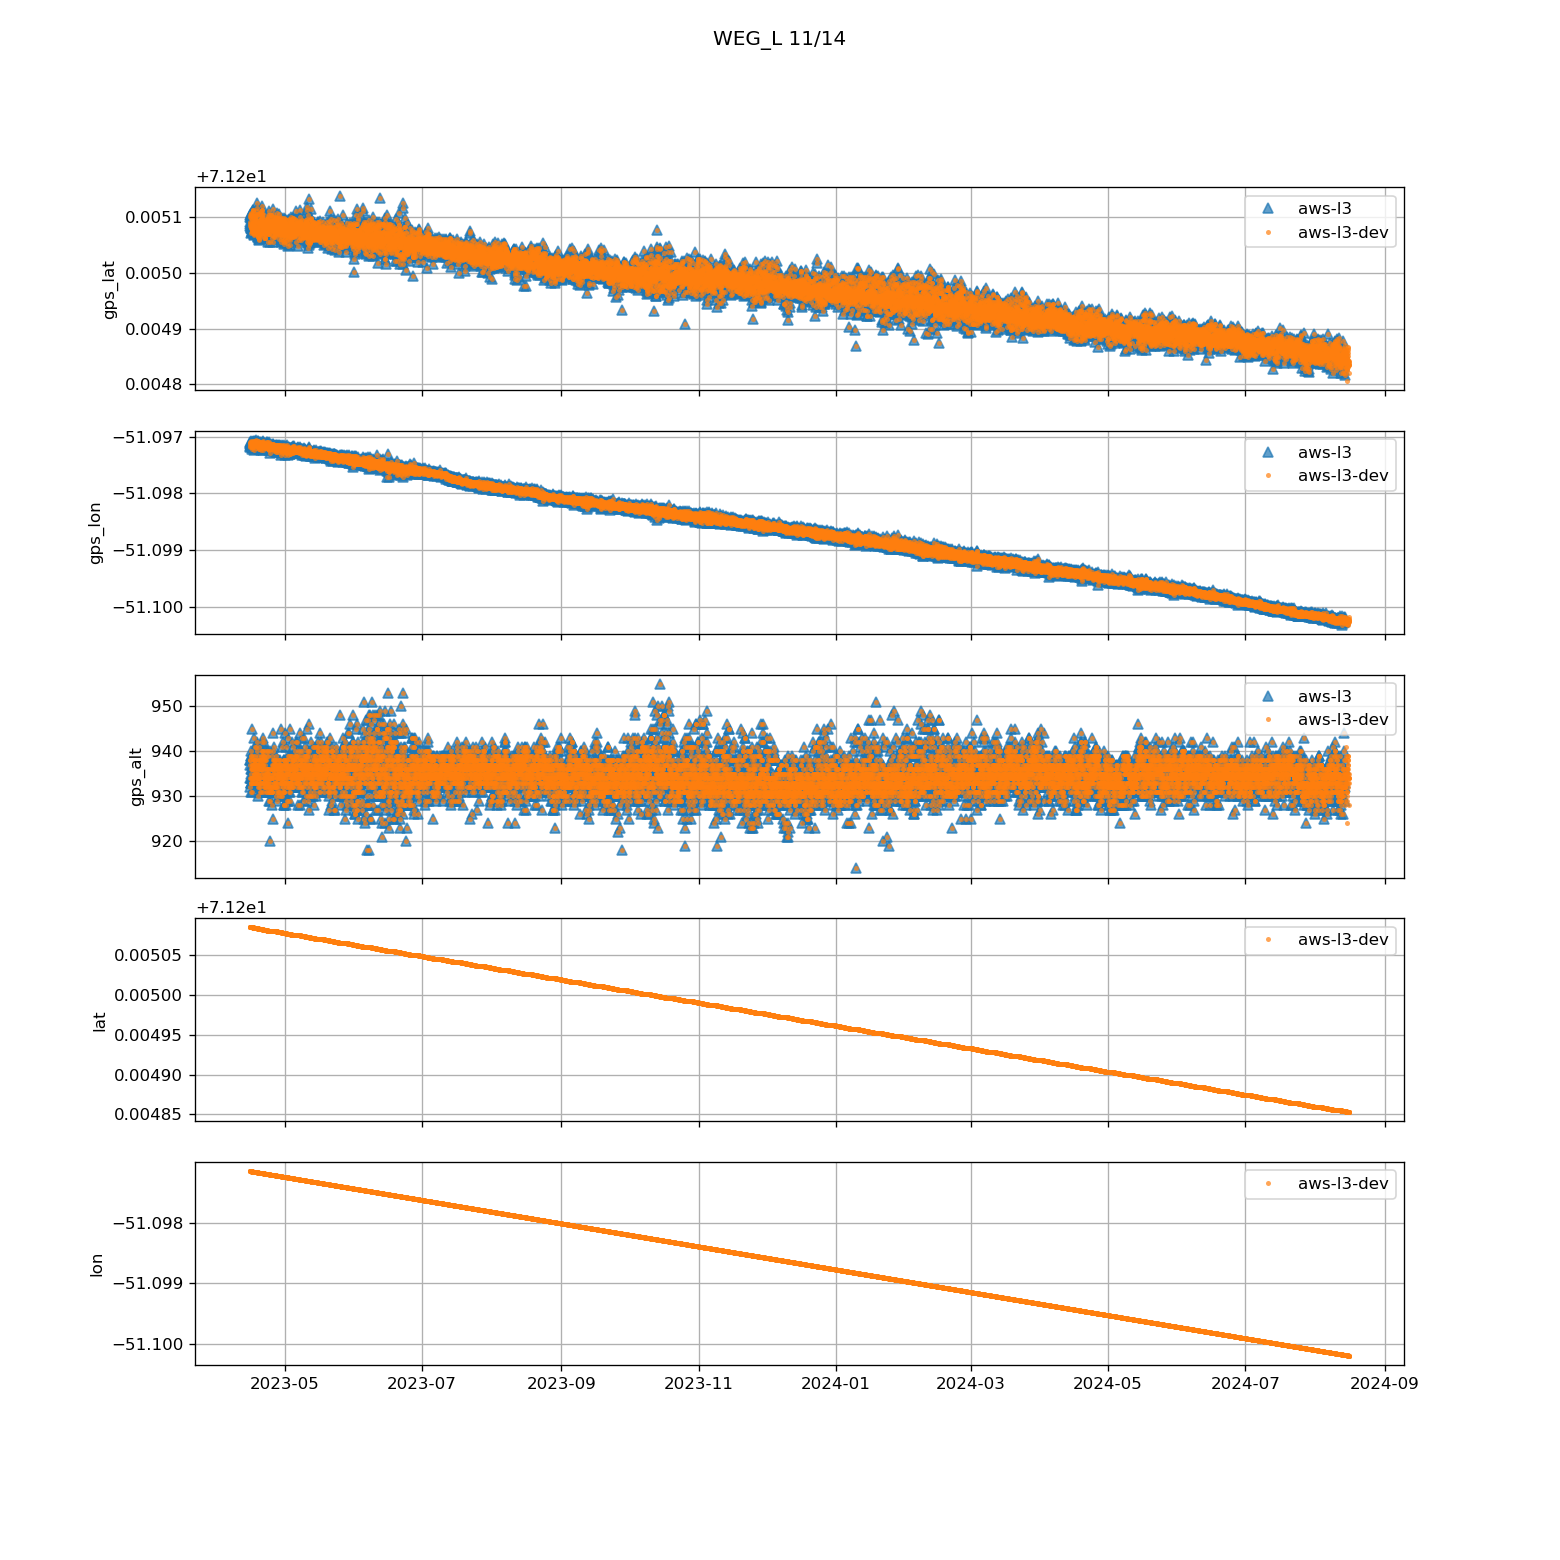 WEG_L 11/14
+7.12e1
0.0051
0.0050
0.0049
0.0048
gps_lat
aws-l3
aws-l3-dev
−51.097
−51.098
−51.099
−51.100
gps_lon
aws-l3
aws-l3-dev
950
940
930
920
gps_alt
aws-l3
aws-l3-dev
+7.12e1
0.00505
0.00500
0.00495
0.00490
0.00485
lat
aws-l3-dev
−51.098
−51.099
−51.100
lon
aws-l3-dev
2023-05 2023-07 2023-09 2023-11 2024-01 2024-03 2024-05 2024-07 2024-09